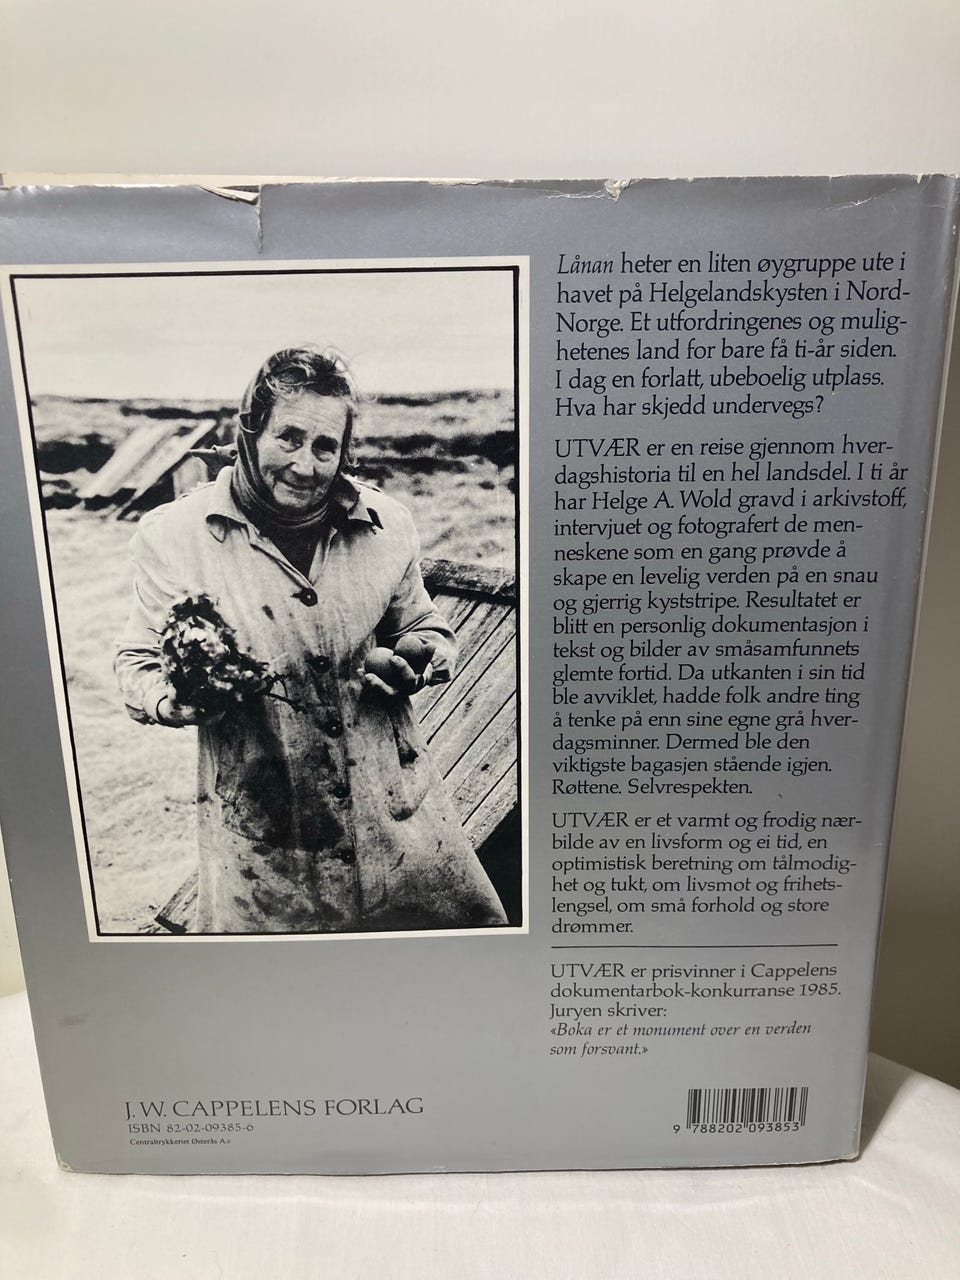 Lånan heter en liten øygruppe ute i
havet på Helgelandskysten i Nord-
Norge. Et utfordringenes og mulig-
hetenes land for bare få ti-år siden.
I dag en forlatt, ubeboelig utplass.
Hva har skjedd undervegs?
UTVÆR er en reise gjennom hver-
dagshistoria til en hel landsdel. I ti år
har Helge A. Wold gravd i arkivstoff,
intervjuet og fotografert de men-
neskene som en gang prøvde å
skape en levelig verden på en snau
og gjerrig kyststripe. Resultatet er
blitt en personlig dokumentasjon i
tekst og bilder av småsamfunnets
glemte fortid. Da utkanten i sin tid
ble avviklet, hadde folk andre ting
å tenke på enn sine egne grå hver-
dagsminner. Dermed ble den
viktigste bagasjen stående igjen.
Røttene. Selvrespekten.
UTVÆR er et varmt og frodig nær-
bilde av en livsform og ei tid, en
optimistisk beretning om tålmodig-
het og tukt, om livsmot og frihets-
lengsel, om små forhold og store
drømmer.
UTVÆR er prisvinner i Cappelens
dokumentarbok-konkurranse 1985.
Juryen skriver:
«Boka er et monument over en verden
som forsvant.»
J. W. CAPPELENS FORLAG
ISBN 82-02-09385-6
Centraltrykkeriet Østerås A.s
9 788202 093853